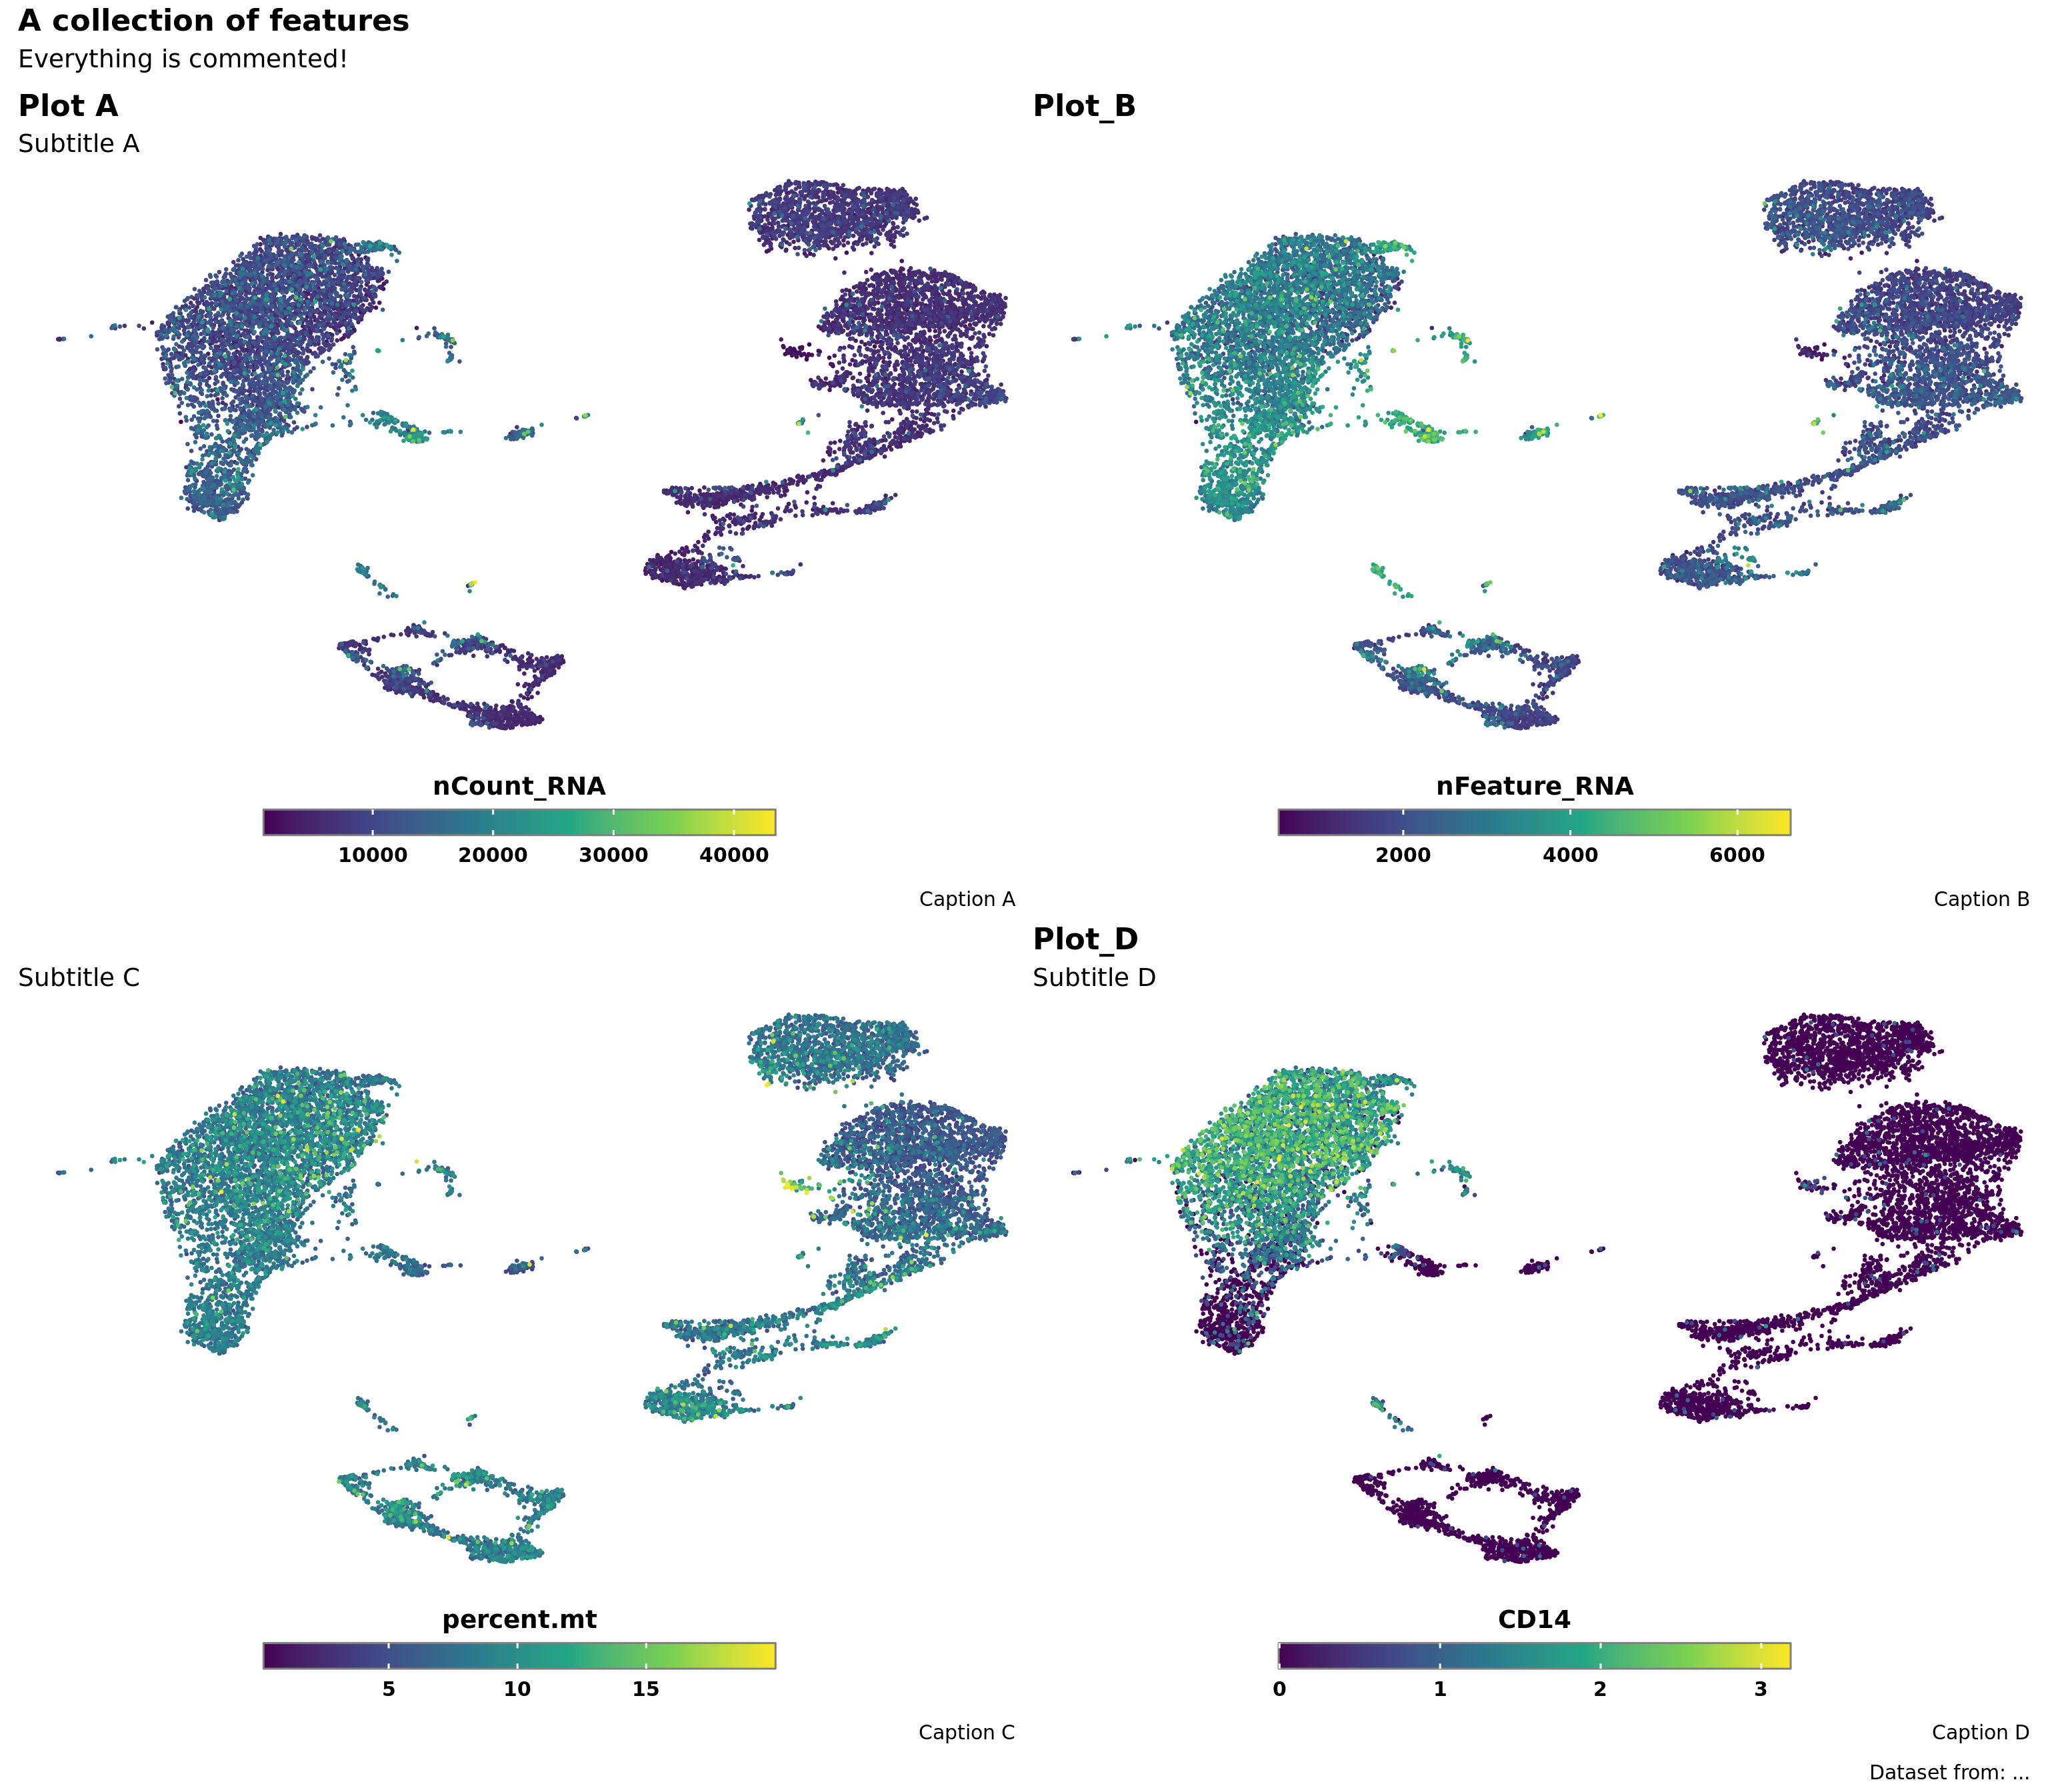 A collection of features
Everything is commented!
Plot A
Subtitle A
nCount_RNA
10000 20000 30000 40000
Caption A
Plot_B
nFeature_RNA
2000 4000 6000
Caption B
Subtitle C
percent.mt
5 10 15
Caption C
Plot_D
Subtitle D
CD14
0 1 2 3
Caption D
Dataset from: ...